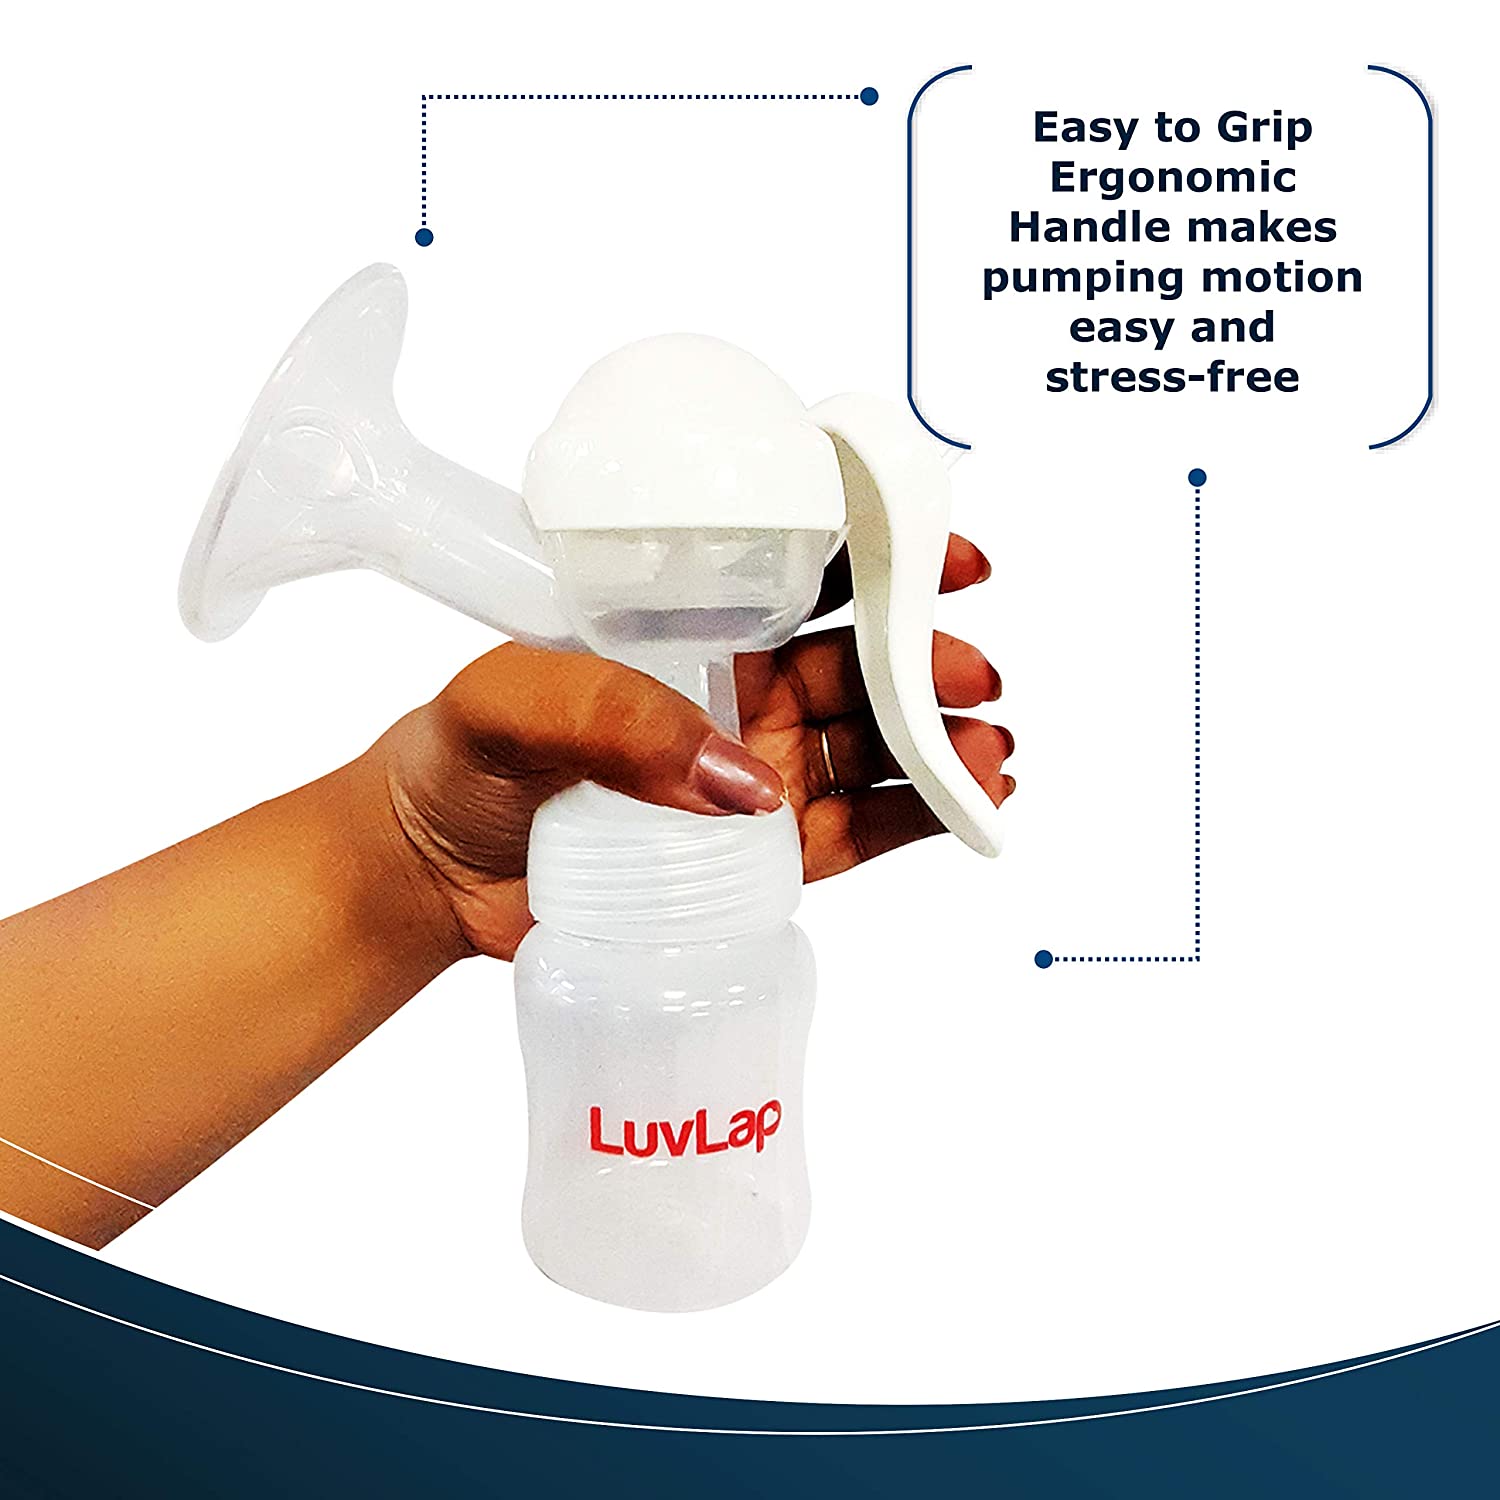 Easy to Grip
Ergonomic
Handle makes
pumping motion
easy and
stress-free
LuvLap